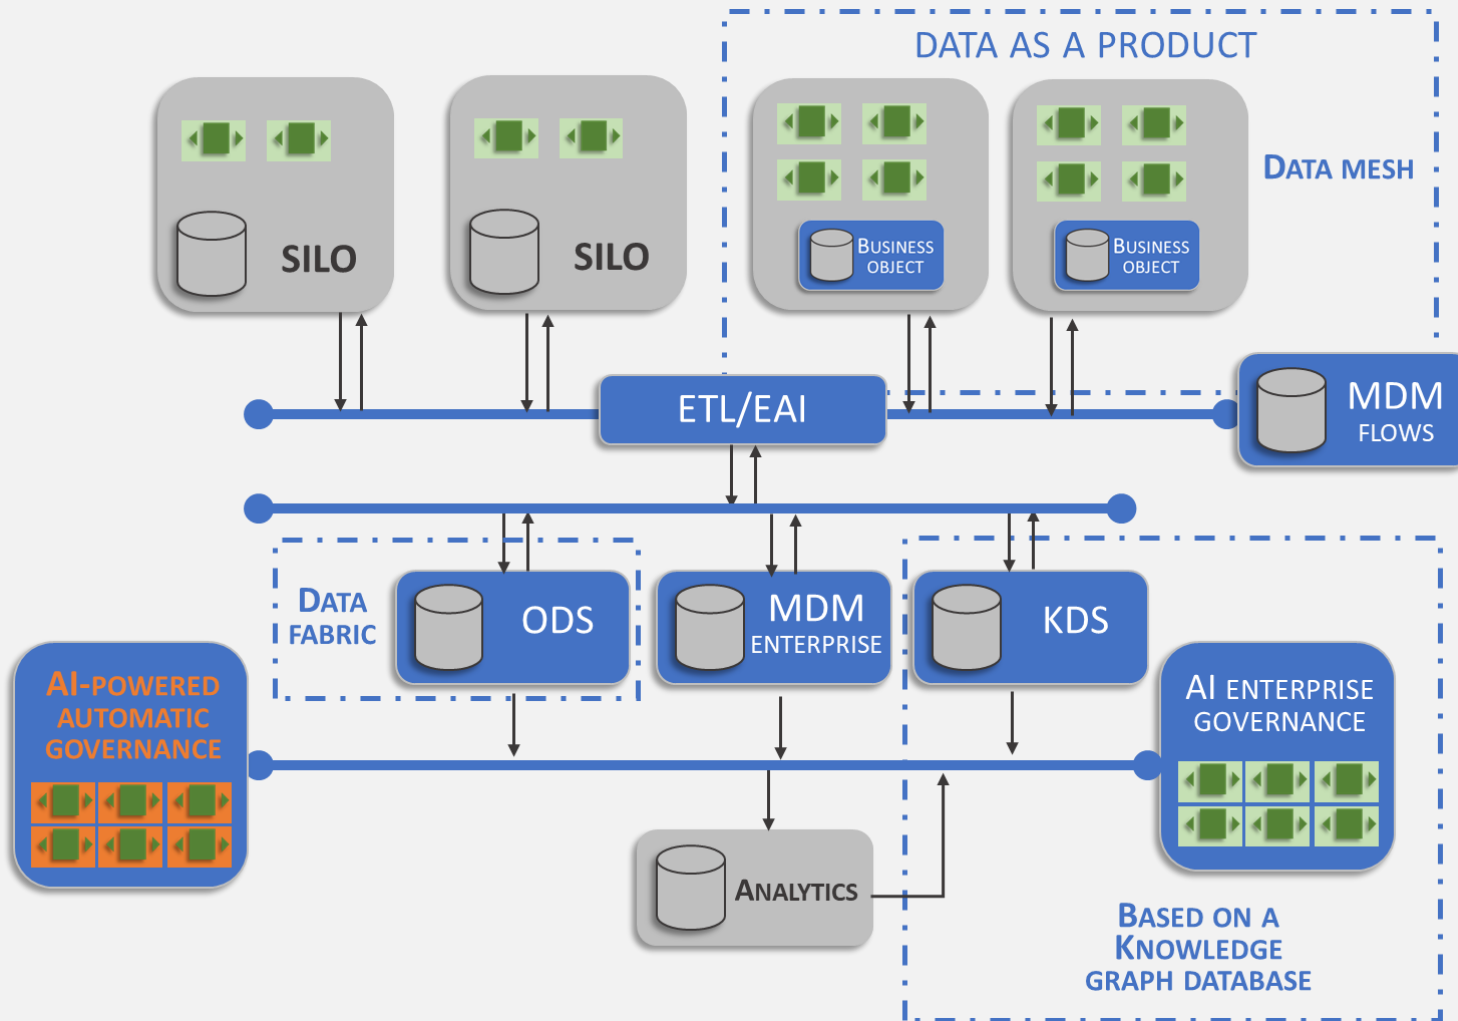 DATA AS A PRODUCT
SILO
SILO
BUSINESS
OBJECT
BUSINESS
OBJECT
DATA MESH
ETL/EAI
MDM
FLOWS
DATA
FABRIC
ODS
MDM
ENTERPRISE
KDS
AI-POWERED
AUTOMATIC
GOVERNANCE
AI ENTERPRISE
GOVERNANCE
ANALYTICS
BASED ON A
KNOWLEDGE
GRAPH DATABASE